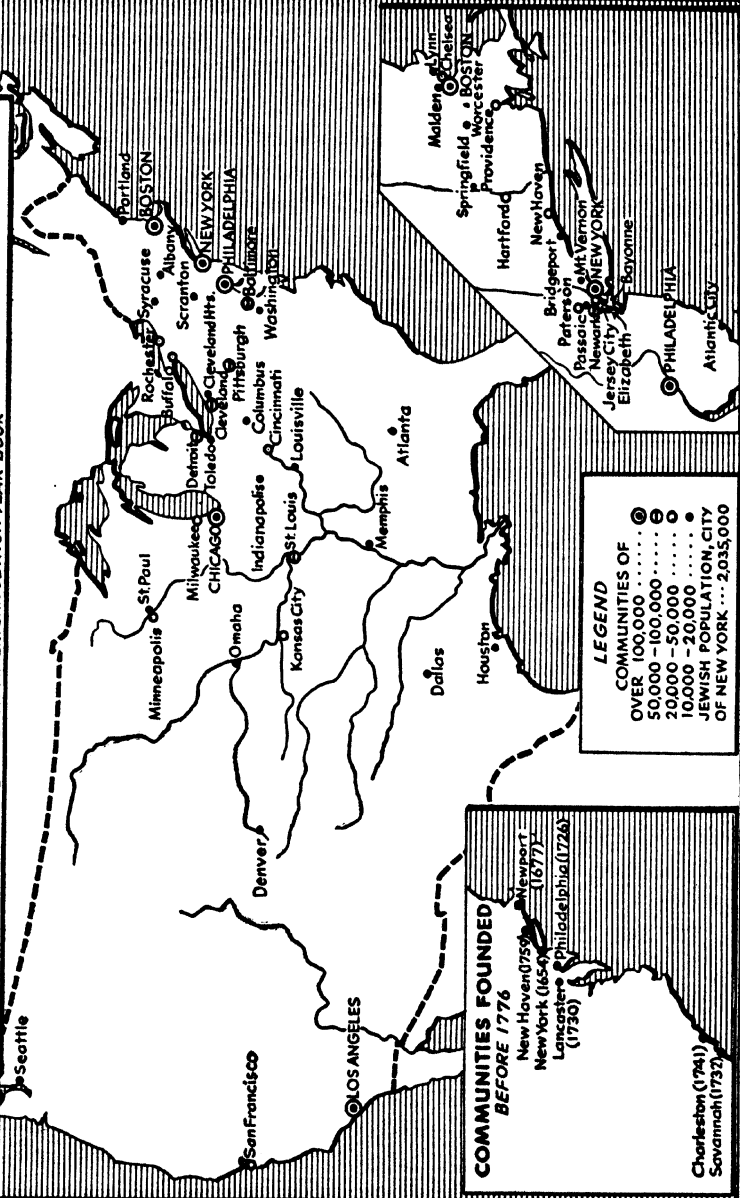 Seattle
San Francisco
LOS ANGELES
Denver
Minneapolis
St. Paul
Omaha
Kansas City
Dallas
Houston
Milwaukee
CHICAGO
Indianapolise
St Louis
Memphis
Detroit
Toledo
Cleveland
Cleveland Hts.
Columbus
Cincinnati
Louisville
Atlanta
Pittsburgh
Rochester
Buffalo
Syracuse
Albany
Scranton
Portland
BOSTON
NEW YORK
PHILADELPHIA
Baltimore
Washington
Malden
Lynn
Chelsea
BOSTON
Worcester
Springfield
Providence
Hartford
New Haven
Bridgeport
Paterson
Passaic
Mt. Vernon
Newark
NEW YORK
Jersey City
Bayonne
Elizabeth
PHILADELPHIA
Atlantic City
LEGEND
COMMUNITIES OF
OVER 100,000 ......
50,000 -100,000 .....
20,000 -50,000 .....
10,000 - 20,000 .....
JEWISH POPULATION, CITY
OF NEW YORK --- 2,035,000
COMMUNITIES FOUNDED
BEFORE 1776
Newport
(1677)
New Haven (1759)
New York (1654)
Philadelphia (1726)
Lancaster
(1730)
Charleston (1741)
Savannah (1732)